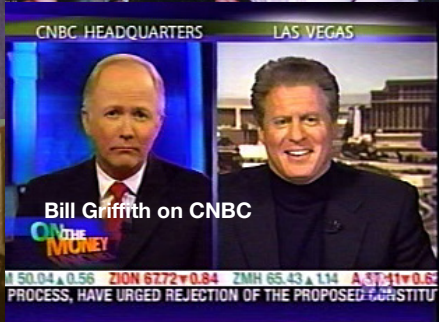 CNBC HEADQUARTERS LAS VEGAS
Bill Griffith on CNBC
ON THE
MONEY
50.04▲0.56 ZION 67.72▼0.84 ZMH 65.43▲1.14
PROCESS, HAVE URGED REJECTION OF THE PROPOSED CONSTITU